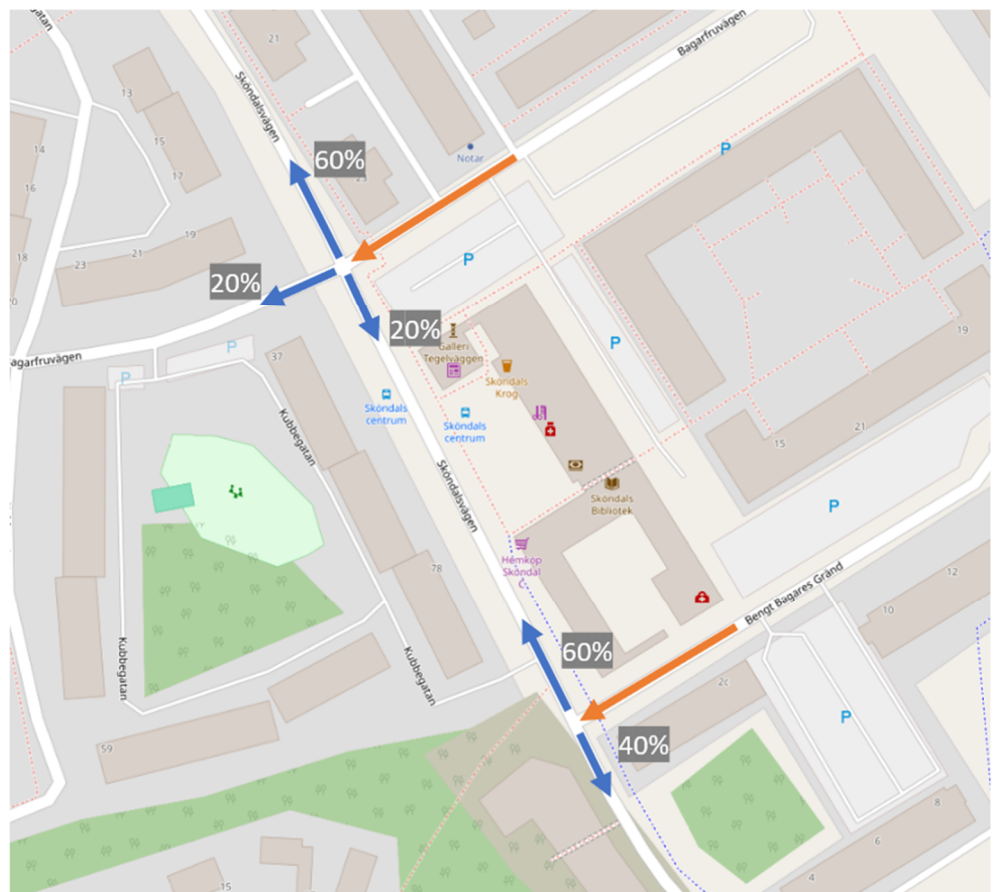 gatan
21
Bagarfruvägen
Sköndalsvägen
13
15
14
17
16
Notar
P
60%
18
19
21
23
20%
P
20%
P
19
Galleri
Tegelväggen
Sköndals
Krog
P
agarfruvägen
37
P
Sköndals
centrum
Sköndals
centrum
Kubbegatan
21
15
Sköndalsvägen
Sköndals
Bibliotek
P
Hemköp
Sköndal
78
Bengt Bagares Gränd
12
10
60%
Kubbegatan
Kubbegatan
2c
P
40%
59
8
6
4
15